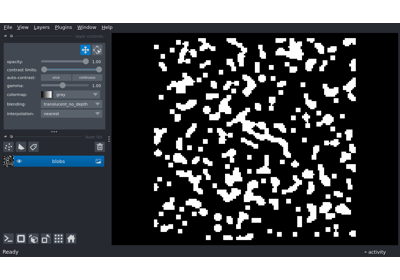 File View Layers Plugins Window Help
layer controls
opacity: 1.00
contrast limits:
auto-contrast: once continuous
gamma: 1.00
colormap: gray
blending: translucent_no_depth
interpolation: nearest
layer list
blobs
Ready
activity